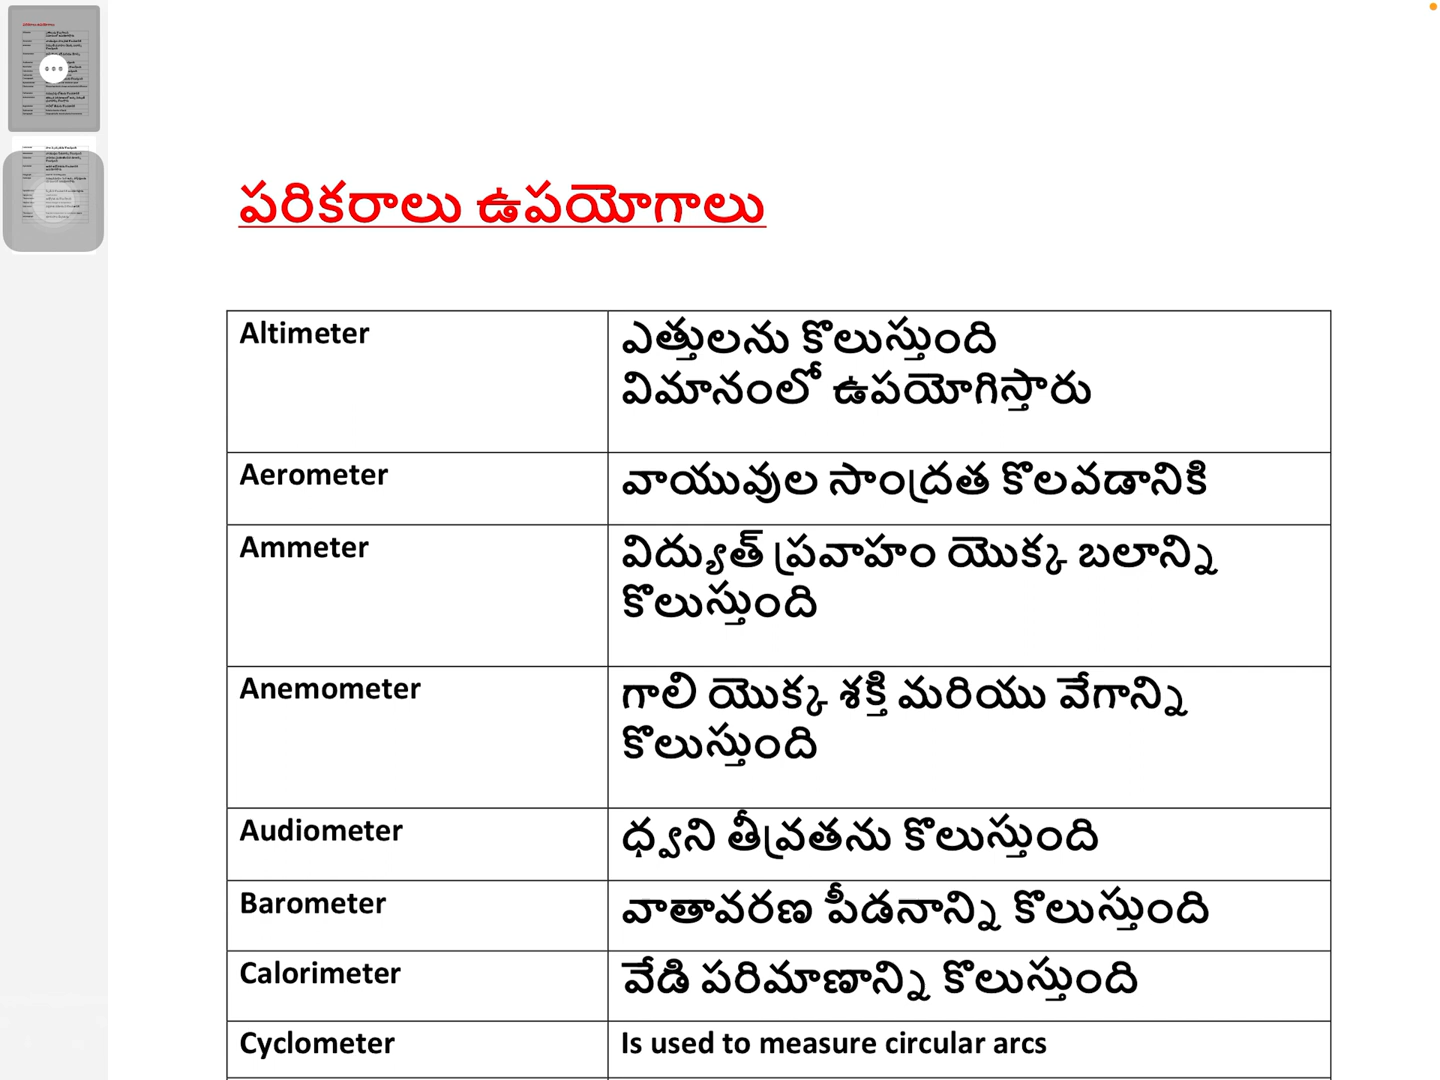 పరికరాలు ఉపయోగాలు
Altimeter
ఎత్తులను కొలుస్తుంది
విమానంలో ఉపయోగిస్తారు
Aerometer
వాయువుల సాంద్రత కొలవడానికి
Ammeter
విద్యుత్ ప్రవాహం యొక్క బలాన్ని
కొలుస్తుంది
Anemometer
గాలి యొక్క శక్తి మరియు వేగాన్ని
కొలుస్తుంది
Audiometer
ధ్వని తీవ్రతను కొలుస్తుంది
Barometer
వాతావరణ పీడనాన్ని కొలుస్తుంది
Calorimeter
వేడి పరిమాణాన్ని కొలుస్తుంది
Cyclometer
Is used to measure circular arcs